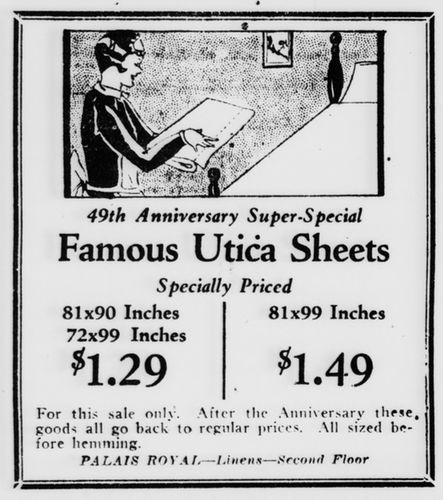 49th Anniversary Super-Special
Famous Utica Sheets
Specially Priced
81x90 Inches
72x99 Inches
$1.29
81x99 Inches
$1.49
For this sale only. After the Anniversary these
goods all go back to regular prices. All sized be-
fore hemming.
PALAIS ROYAL—Linens—Second Floor